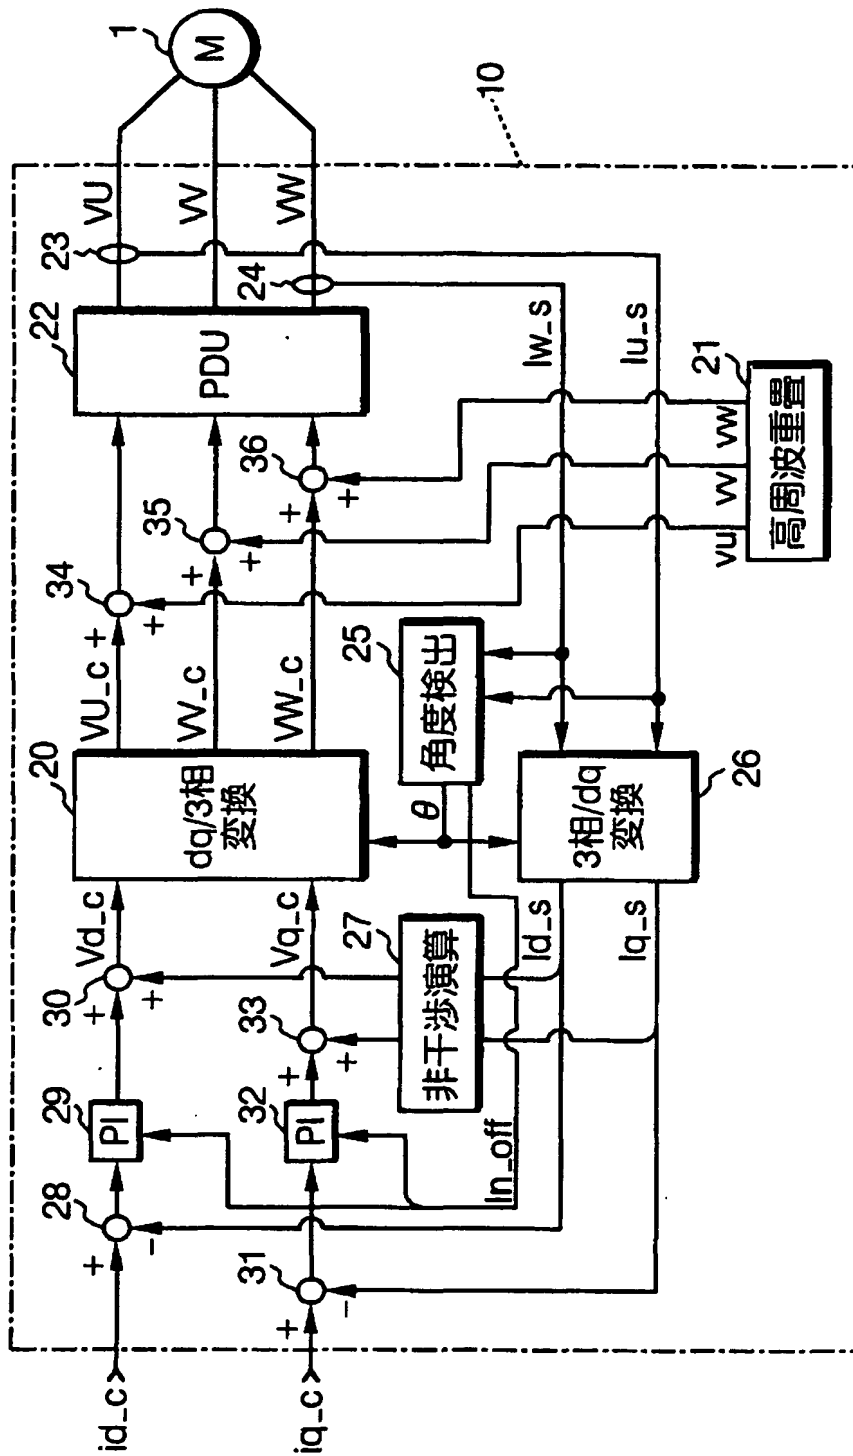 10
id_c
+
28
-
29
PI
+
30
+
Vd_c
20
dq/3相
変換
VU_c
+
34
+
22
PDU
23
VU
1
M
iq_c
+
31
-
32
PI
+
33
+
Vq_c
VV_c
+
35
+
VV
VW_c
+
36
+
24
VW
In_off
27
非干渉演算
θ
25
角度検出
Id_s
Iq_s
3相/dq
変換
26
Iw_s
Iu_s
vu
vv
vw
21
高周波重畳